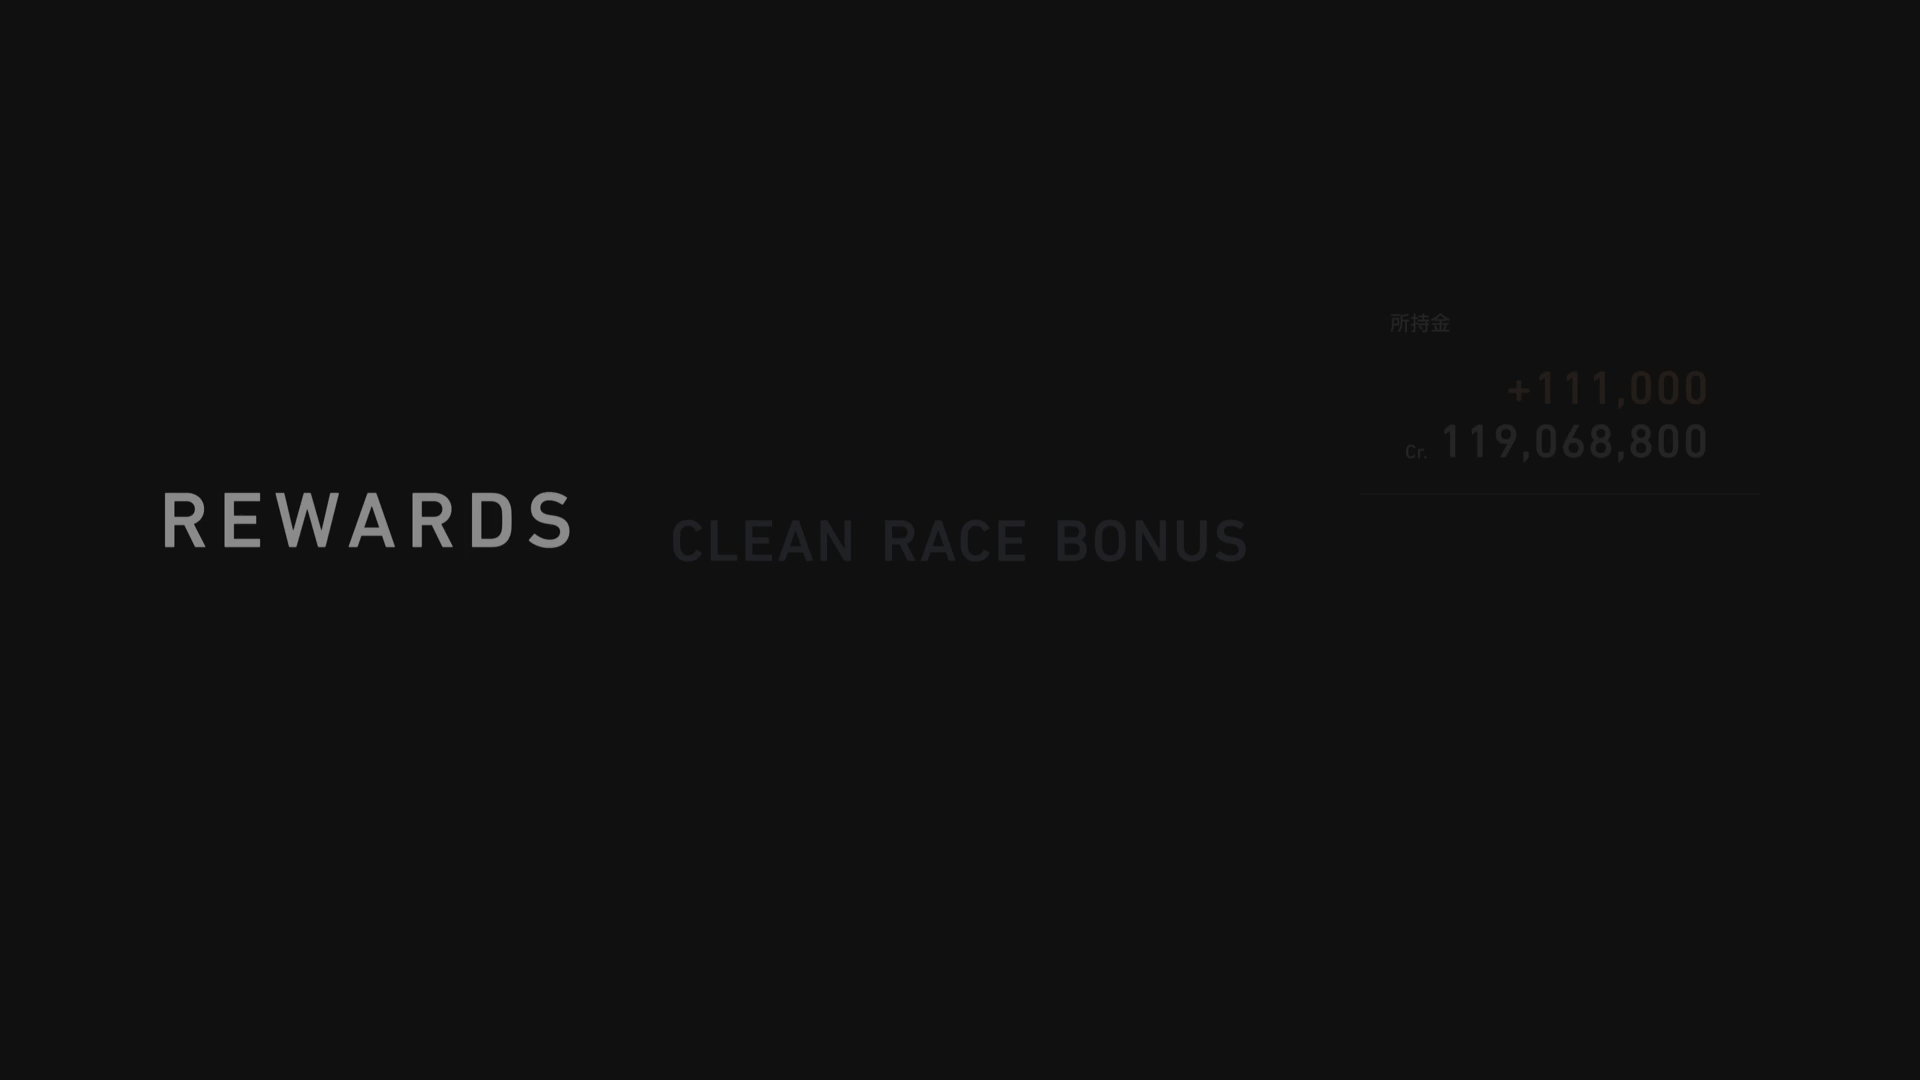 REWARDS
CLEAN RACE BONUS
所持金
+111,000
Cr. 119,068,800